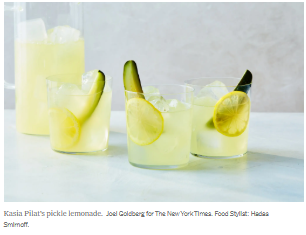 Kasia Pilat's pickle lemonade. Joel Goldberg for The New York Times. Food Stylist: Hadas
Smirnoff.